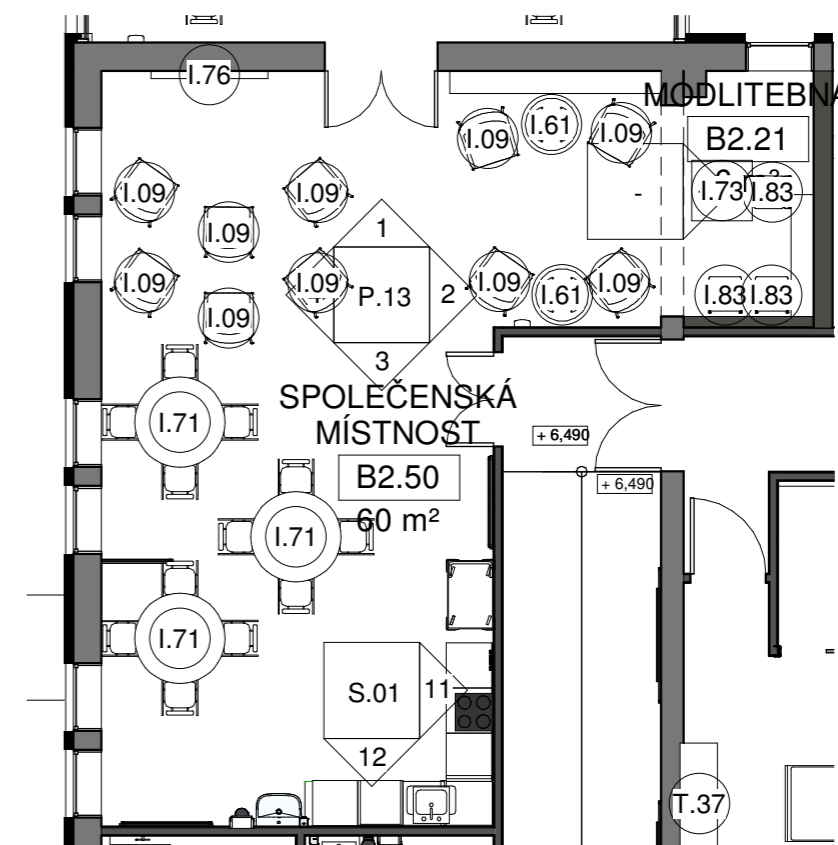 I.76
MODLITEBNA
I.09
I.61
I.09
B2.21
I.73
I.83
I.09
I.09
I.09
-
1
I.09
I.09
P.13
2
I.09
I.61
I.09
I.83
I.83
I.09
3
SPOLEČENSKÁ
MÍSTNOST
I.71
+ 6,490
B2.50
+ 6,490
60 m²
I.71
I.71
S.01
11
12
T.37